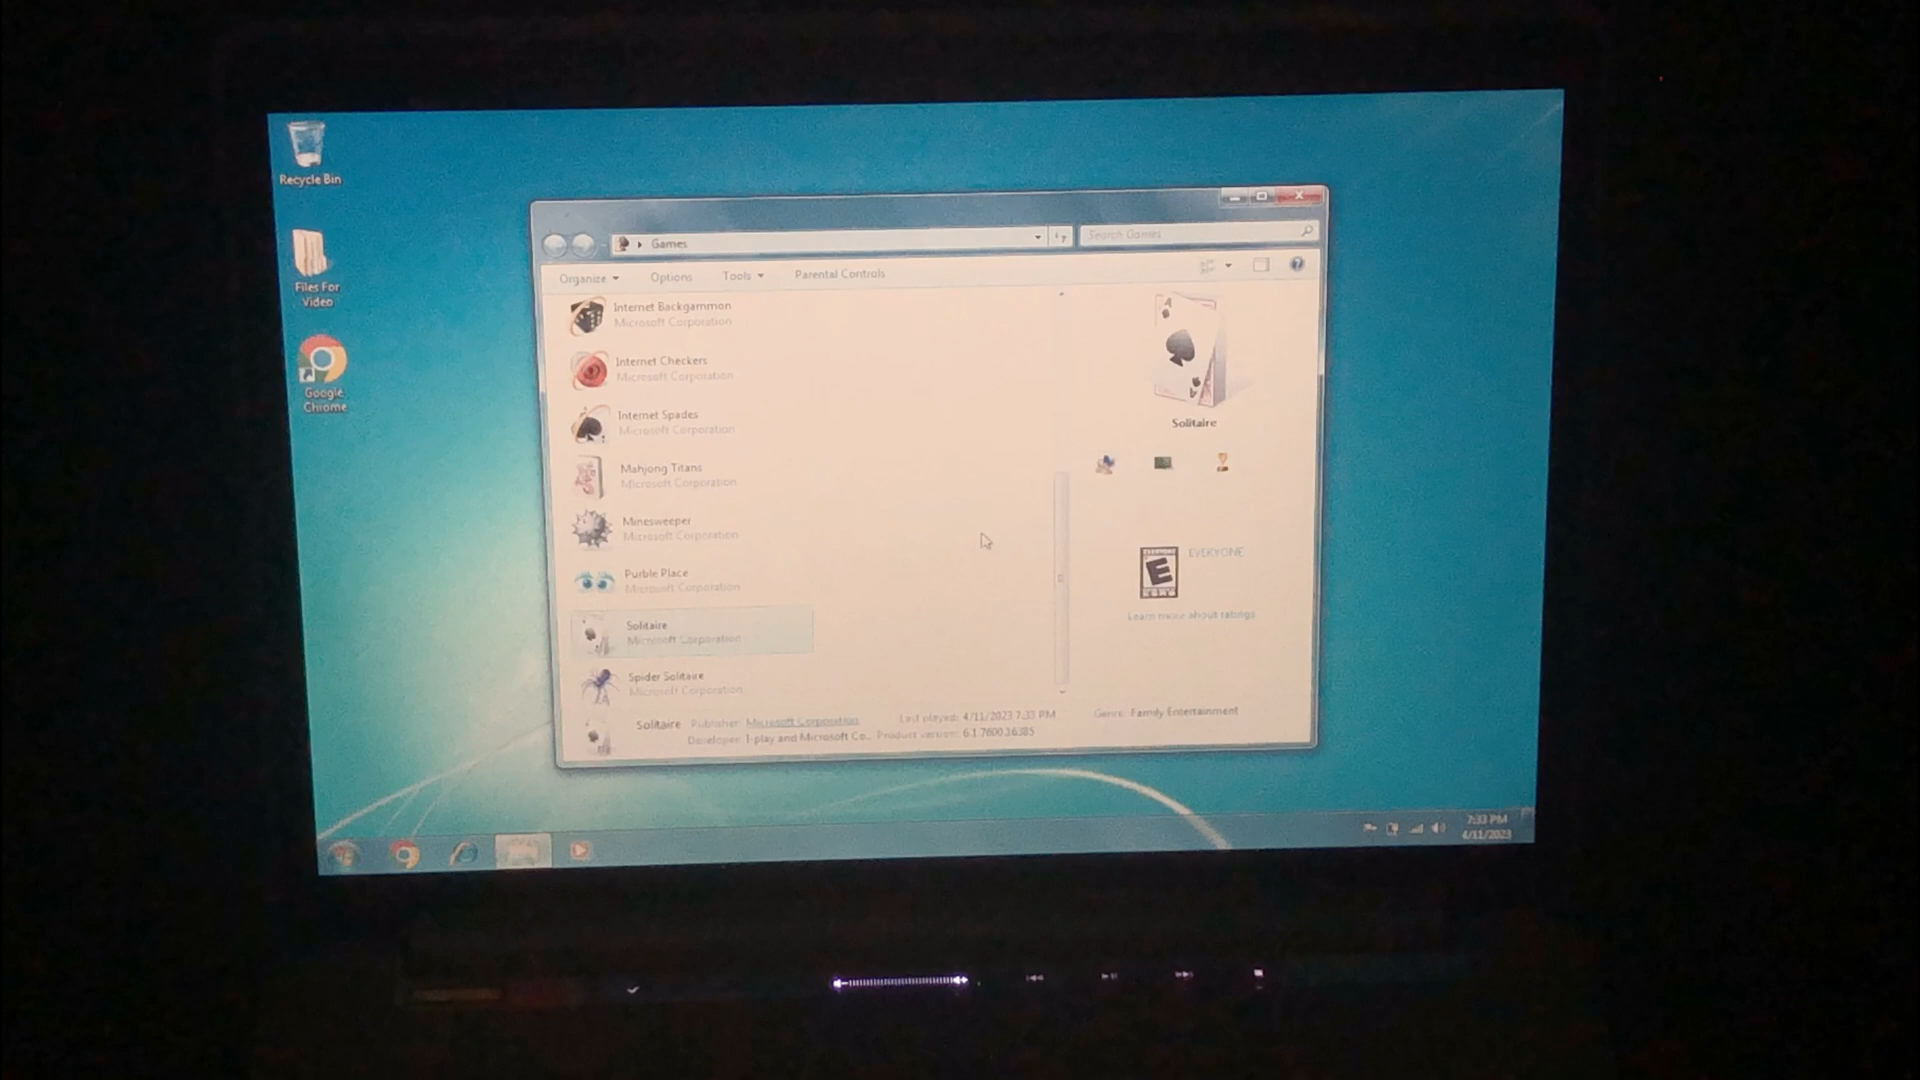 Recycle Bin
Files For
Video
Google
Chrome
Games
Search Games
Organize
Options
Tools
Parental Controls
Internet Backgammon
Microsoft Corporation
Internet Checkers
Microsoft Corporation
Internet Spades
Microsoft Corporation
Mahjong Titans
Microsoft Corporation
Minesweeper
Microsoft Corporation
Purble Place
Microsoft Corporation
Solitaire
Microsoft Corporation
Spider Solitaire
Microsoft Corporation
A
Solitaire
EVERYONE
E
EVERYONE
Learn more about ratings
Solitaire Publisher: Microsoft Corporation Last played: 4/11/2023 7:33 PM Genre: Family Entertainment
Developer: I-play and Microsoft Co... Product version: 6.1.7600.16385
7:33 PM
4/11/2023